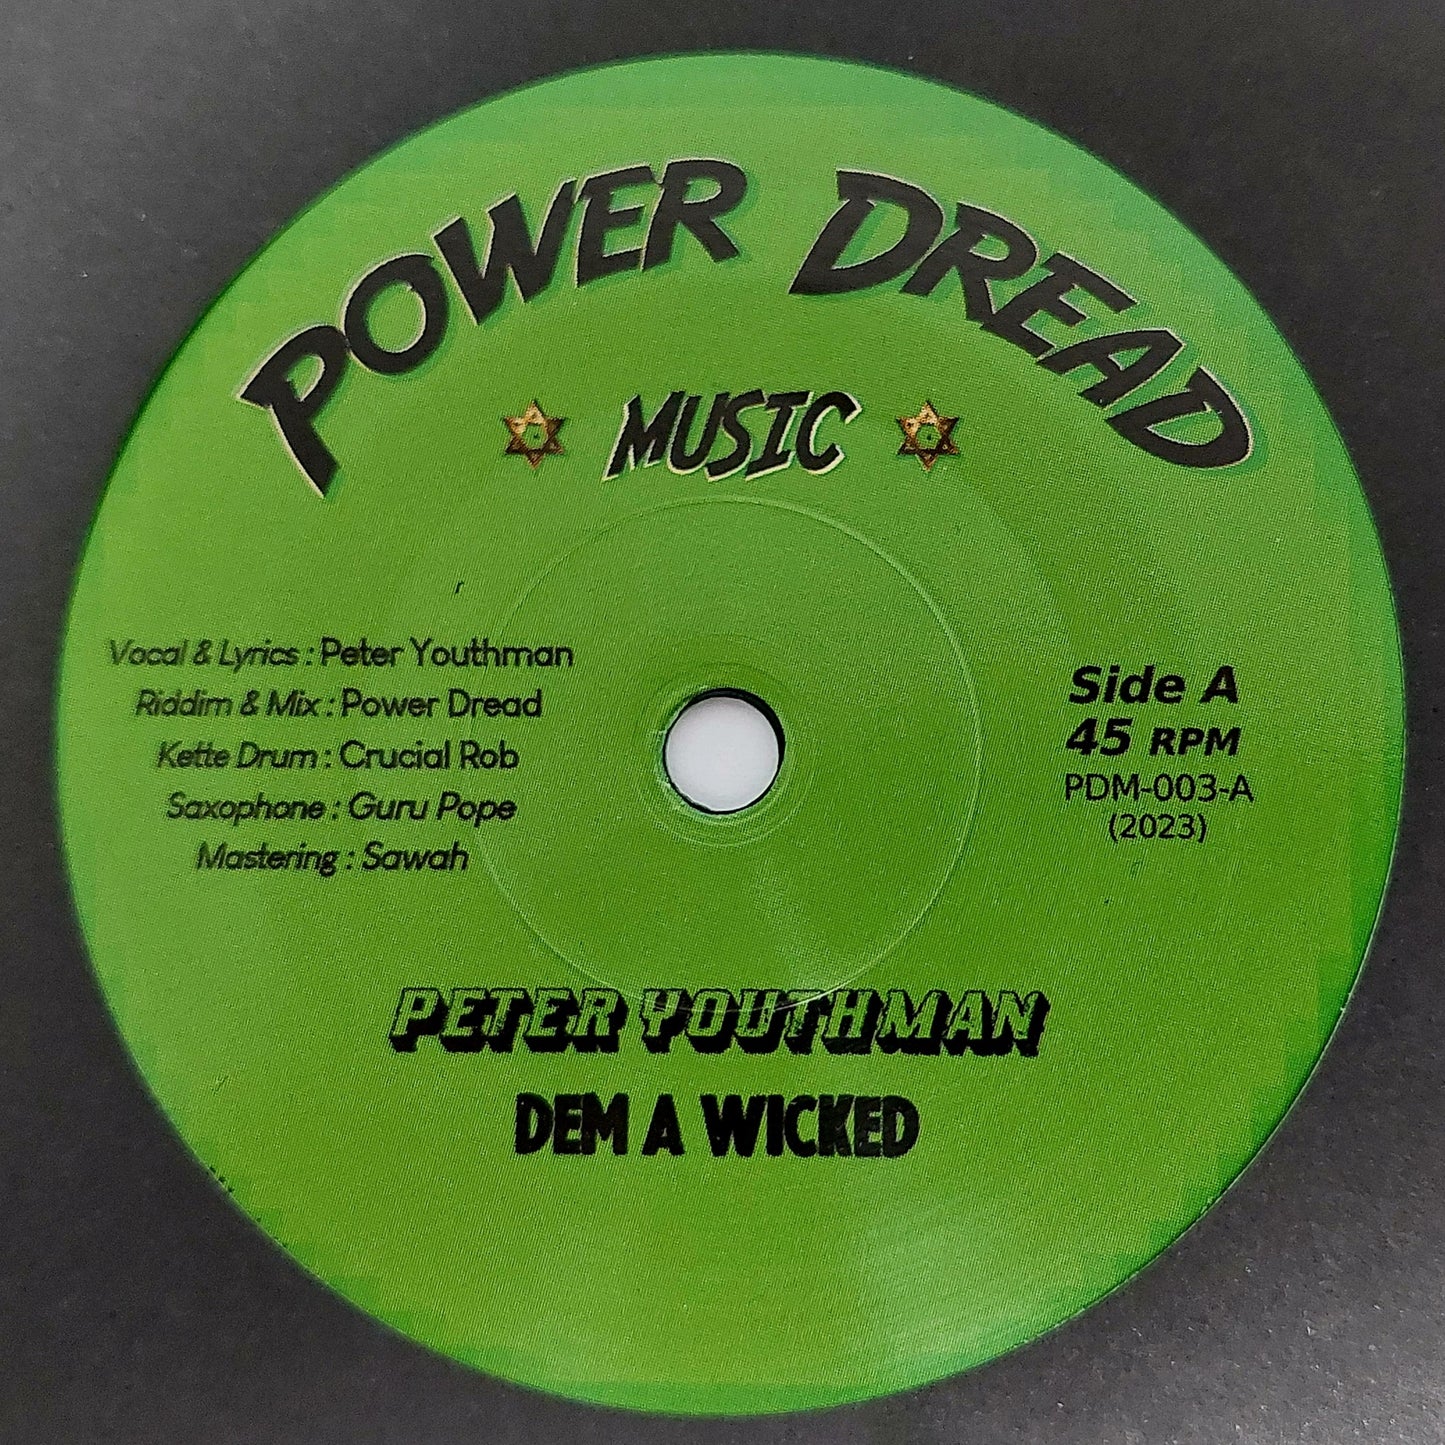 POWER DREAD
MUSIC
Vocal & Lyrics : Peter Youthman
Riddim & Mix : Power Dread
Kette Drum : Crucial Rob
Saxophone : Guru Pope
Mastering : Sawah
Side A
45 RPM
PDM-003-A
(2023)
PETER YOUTHMAN
DEM A WICKED